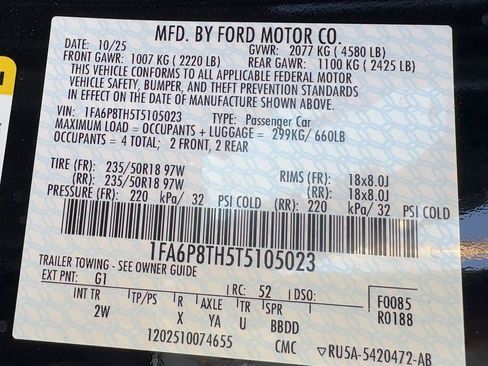 MFD. BY FORD MOTOR CO.
DATE: 10/25 GVWR: 2077 KG ( 4580 LB)
FRONT GAWR: 1007 KG ( 2220 LB) REAR GAWR: 1100 KG ( 2425 LB)
THIS VEHICLE CONFORMS TO ALL APPLICABLE FEDERAL MOTOR
VEHICLE SAFETY, BUMPER, AND THEFT PREVENTION STANDARDS
IN EFFECT ON THE DATE OF MANUFACTURE SHOWN ABOVE.
VIN: 1FA6P8TH5T5105023 TYPE: Passenger Car
MAXIMUM LOAD = OCCUPANTS + LUGGAGE = 299KG/ 660LB
OCCUPANTS = 4 TOTAL; 2 FRONT, 2 REAR
TIRE (FR): 235/50R18 97W RIMS (FR): 18x8.0J
(RR): 235/50R18 97W (RR): 18x8.0J
PRESSURE (FR): 220 kPa/ 32 PSI COLD (RR): 220 kPa/ 32 PSI COLD
1FA6P8TH5T5105023
TRAILER TOWING - SEE OWNER GUIDE
EXT PNT: G1 RC: 52 DSO: F0085
INT TR TP/PS R AXLE TR SPR R0188
2W X YA U BBDD
1202510074655 CMC ▽RU5A-5420472-AB